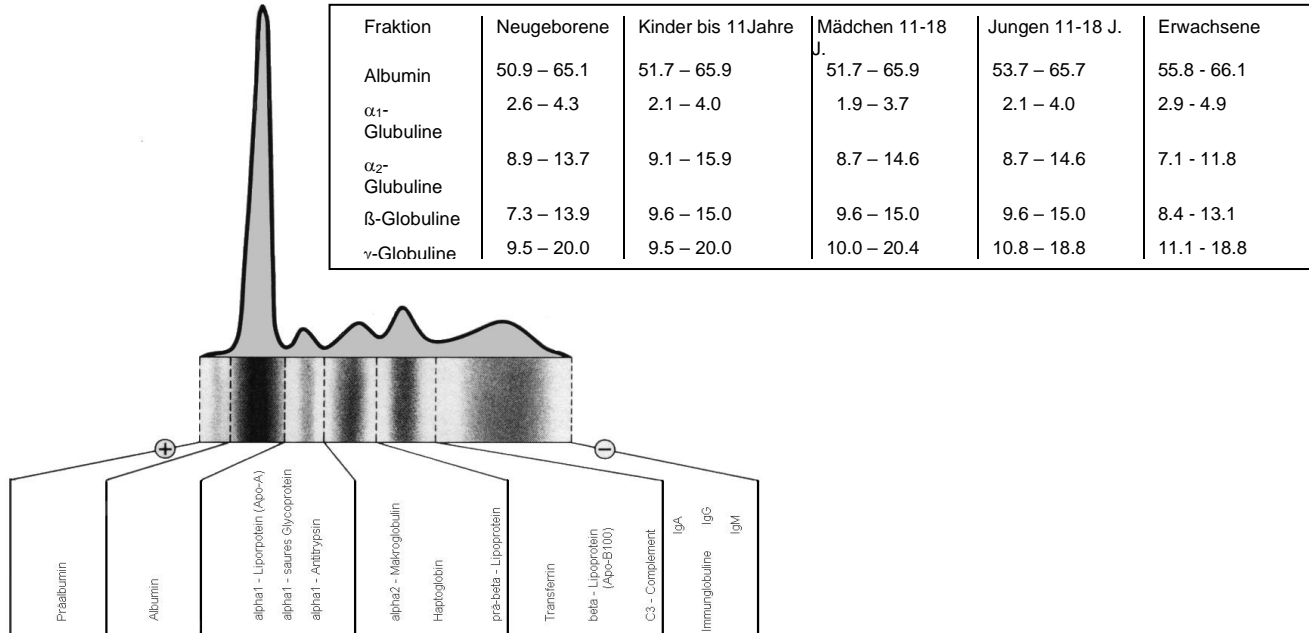 Fraktion Neugeborene Kinder bis 11Jahre Mädchen 11-18 J. Jungen 11-18 J. Erwachsene
Albumin 50.9 – 65.1 51.7 – 65.9 51.7 – 65.9 53.7 – 65.7 55.8 - 66.1
α1-
Glubuline 2.6 – 4.3 2.1 – 4.0 1.9 – 3.7 2.1 – 4.0 2.9 - 4.9
α2-
Glubuline 8.9 – 13.7 9.1 – 15.9 8.7 – 14.6 8.7 – 14.6 7.1 - 11.8
ß-Globuline 7.3 – 13.9 9.6 – 15.0 9.6 – 15.0 9.6 – 15.0 8.4 - 13.1
γ-Globuline 9.5 – 20.0 9.5 – 20.0 10.0 – 20.4 10.8 – 18.8 11.1 - 18.8
+
−
Präalbumin
Albumin
alpha1 - Liporpotein (Apo-A)
alpha1 - saures Glycoprotein
alpha1 - Antitrypsin
alpha2 - Makroglobulin
Haptoglobin
prä-beta - Lipoprotein
Transferrin
beta - Lipoprotein
(Apo-B100)
C3 - Complement
Immunglobuline
IgA
IgG
IgM